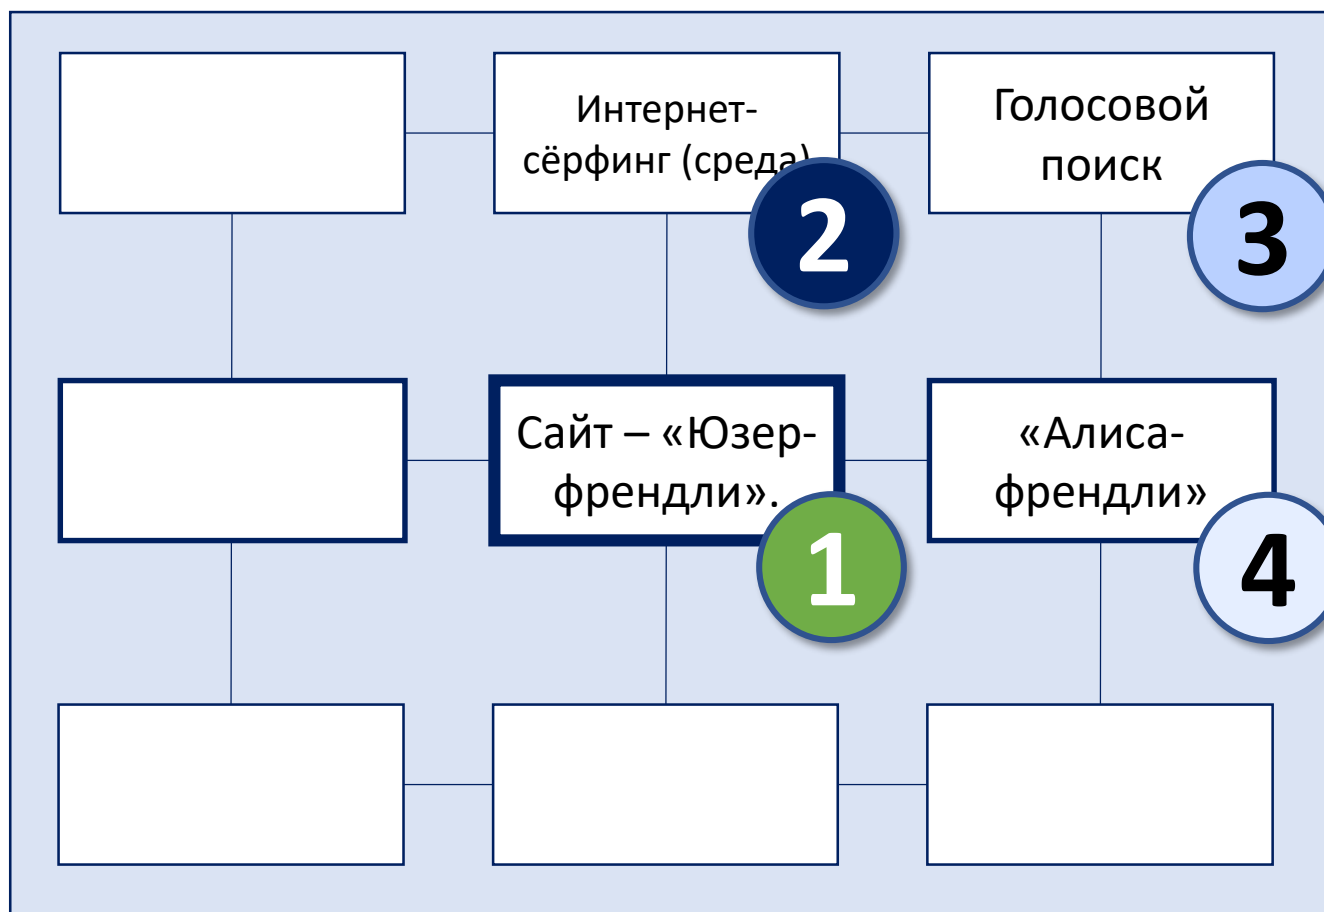 Интернет-
сёрфинг (среда)
2
Голосовой
поиск
3
Сайт – «Юзер-
френдли».
1
«Алиса-
френдли»
4